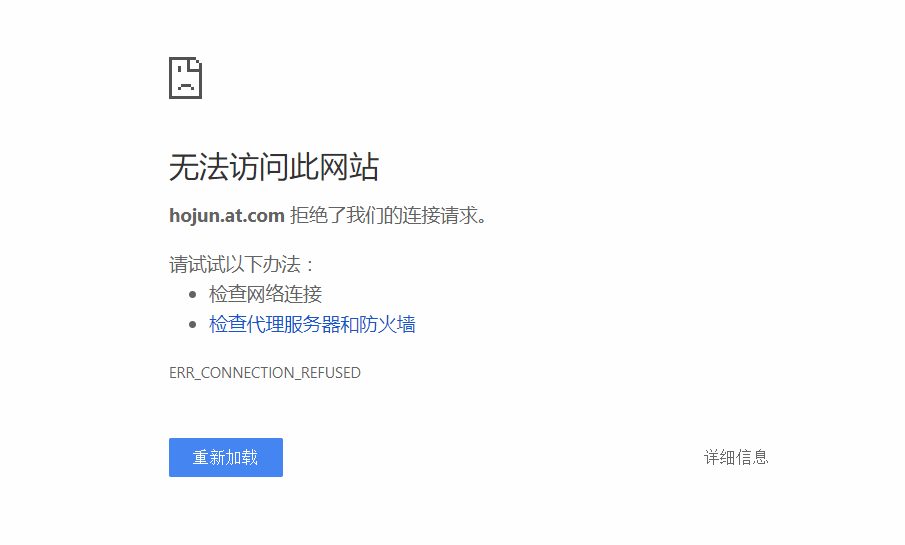 无法访问此网站
hojun.at.com 拒绝了我们的连接请求。
请试试以下办法：
检查网络连接
检查代理服务器和防火墙
ERR_CONNECTION_REFUSED
重新加载
详细信息